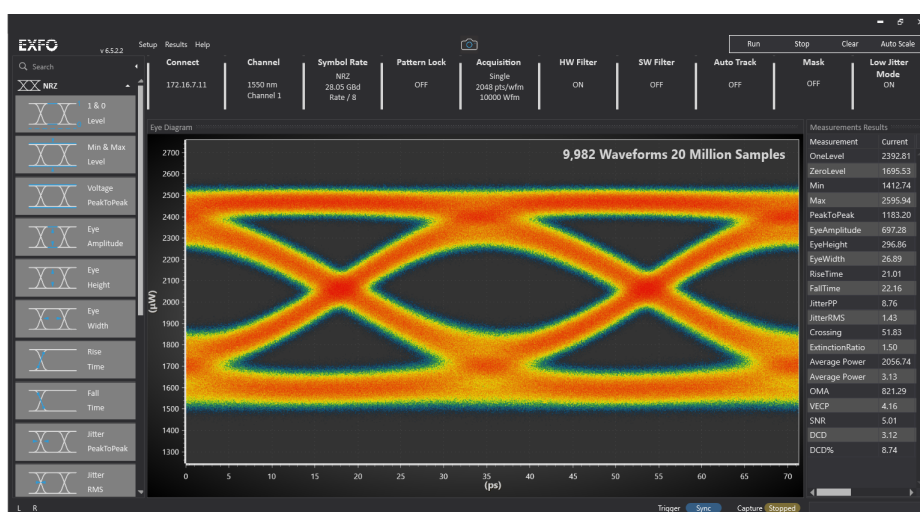 EXFO
v 6.5.2.2
Setup Results Help
Run Stop Clear Auto Scale
Search
NRZ
Connect
172.16.7.11
Channel
1550 nm
Channel 1
Symbol Rate
NRZ
28.05 GBd
Rate / 8
Pattern Lock
OFF
Acquisition
Single
2048 pts/wfm
10000 Wfm
HW Filter
ON
SW Filter
OFF
Auto Track
OFF
Mask
OFF
Low Jitter
Mode
ON
1 & 0
Level
Min & Max
Level
Voltage
PeakToPeak
Eye
Amplitude
Eye
Height
Eye
Width
Rise
Time
Fall
Time
Jitter
PeakToPeak
Jitter
RMS
Eye Diagram
9,982 Waveforms 20 Million Samples
2700
2600
2500
2400
2300
2200
2100
2000
1900
1800
1700
1600
1500
1400
1300
(µW)
0 5 10 15 20 25 30 35 40 45 50 55 60 65 70
(ps)
Measurements Results
Measurement Current
OneLevel 2392.81
ZeroLevel 1695.53
Min 1412.74
Max 2595.94
PeakToPeak 1183.20
EyeAmplitude 697.28
EyeHeight 296.86
EyeWidth 26.89
RiseTime 21.01
FallTime 22.16
JitterPP 8.76
JitterRMS 1.43
Crossing 51.83
ExtinctionRatio 1.50
Average Power 2056.74
Average Power 3.13
OMA 821.29
VECP 4.16
SNR 5.01
DCD 3.12
DCD% 8.74
L R
Trigger Sync Capture Stopped